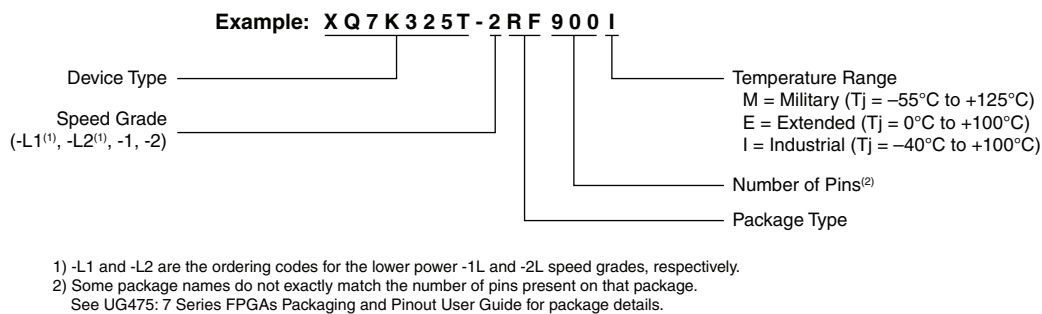 Example: XQ7K325T-2RF900I
Device Type
Temperature Range
M = Military (Tj = –55°C to +125°C)
E = Extended (Tj = 0°C to +100°C)
I = Industrial (Tj = –40°C to +100°C)
Speed Grade
(-L1(1), -L2(1), -1, -2)
Number of Pins(2)
Package Type
1) -L1 and -L2 are the ordering codes for the lower power -1L and -2L speed grades, respectively.
2) Some package names do not exactly match the number of pins present on that package.
See UG475: 7 Series FPGAs Packaging and Pinout User Guide for package details.